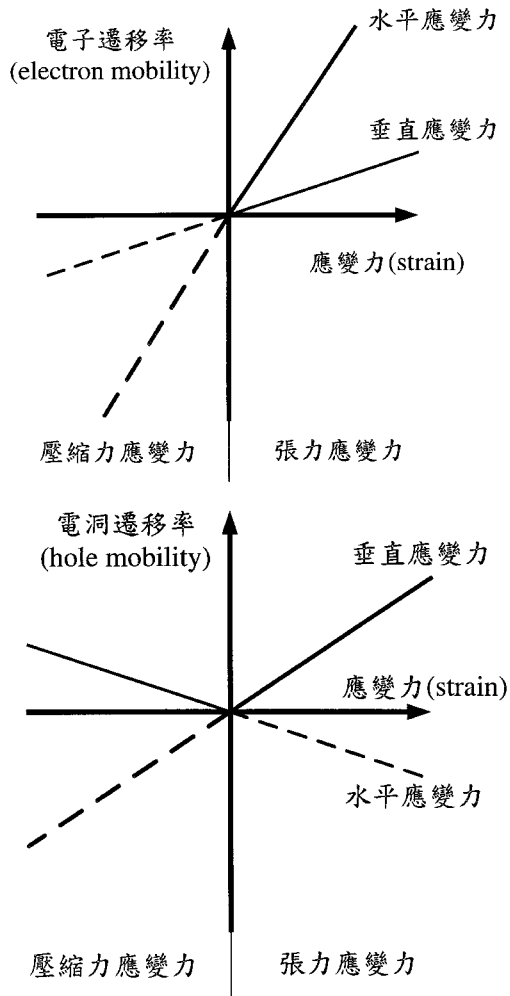 電子遷移率
(electron mobility)
水平應變力
垂直應變力
應變力(strain)
壓縮力應變力
張力應變力
電洞遷移率
(hole mobility)
垂直應變力
應變力(strain)
水平應變力
壓縮力應變力
張力應變力